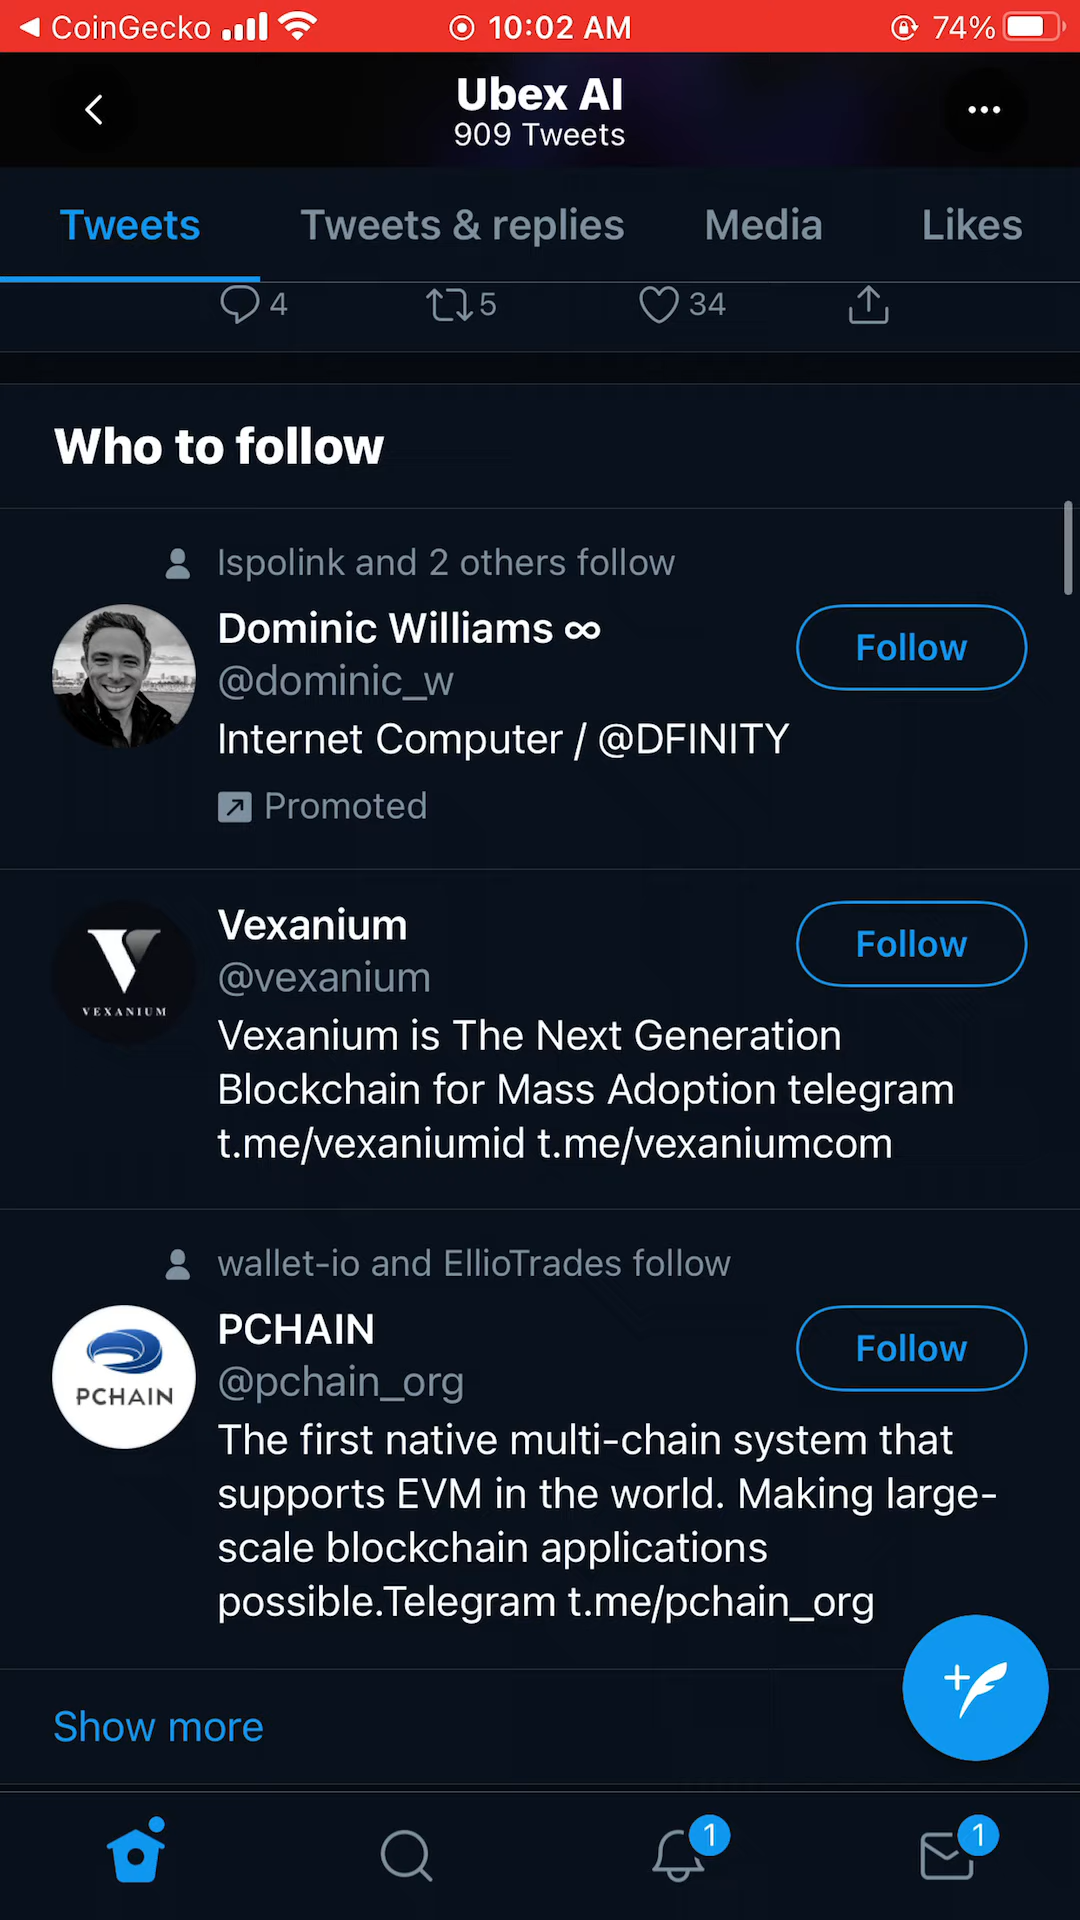 CoinGecko 10:02 AM 74%
Ubex AI
909 Tweets
Tweets Tweets & replies Media Likes
4 5 34
Who to follow
Ispolink and 2 others follow
Dominic Williams ∞ Follow
@dominic_w
Internet Computer / @DFINITY
Promoted
Vexanium Follow
@vexanium
VEXANIUM
Vexanium is The Next Generation
Blockchain for Mass Adoption telegram
t.me/vexaniumid t.me/vexaniumcom
wallet-io and EllioTrades follow
PCHAIN Follow
@pchain_org
PCHAIN
The first native multi-chain system that
supports EVM in the world. Making large-
scale blockchain applications
possible.Telegram t.me/pchain_org
Show more
1 1